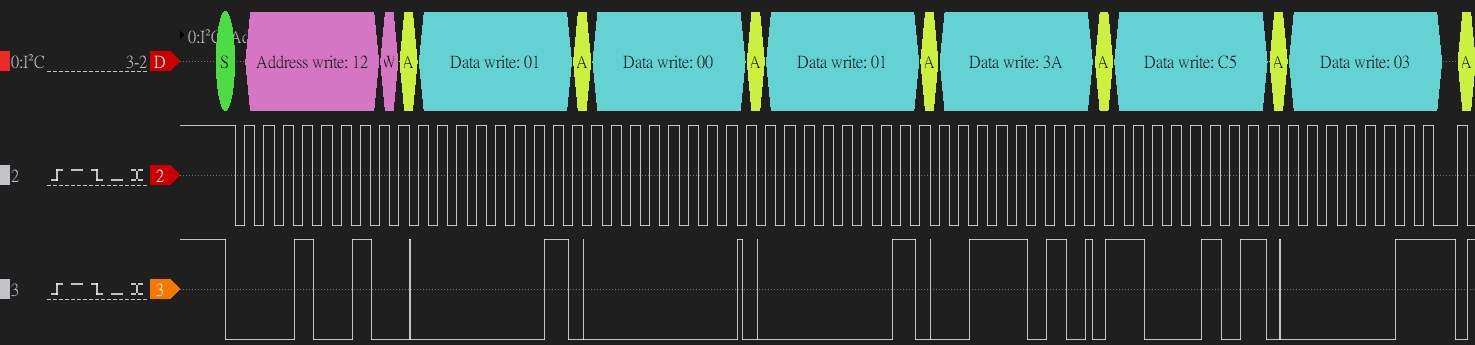 0:I²C Ad
0:I²C 3-2 D S Address write: 12 W A Data write: 01 A Data write: 00 A Data write: 01 A Data write: 3A A Data write: C5 A Data write: 03 A
2 2
3 3